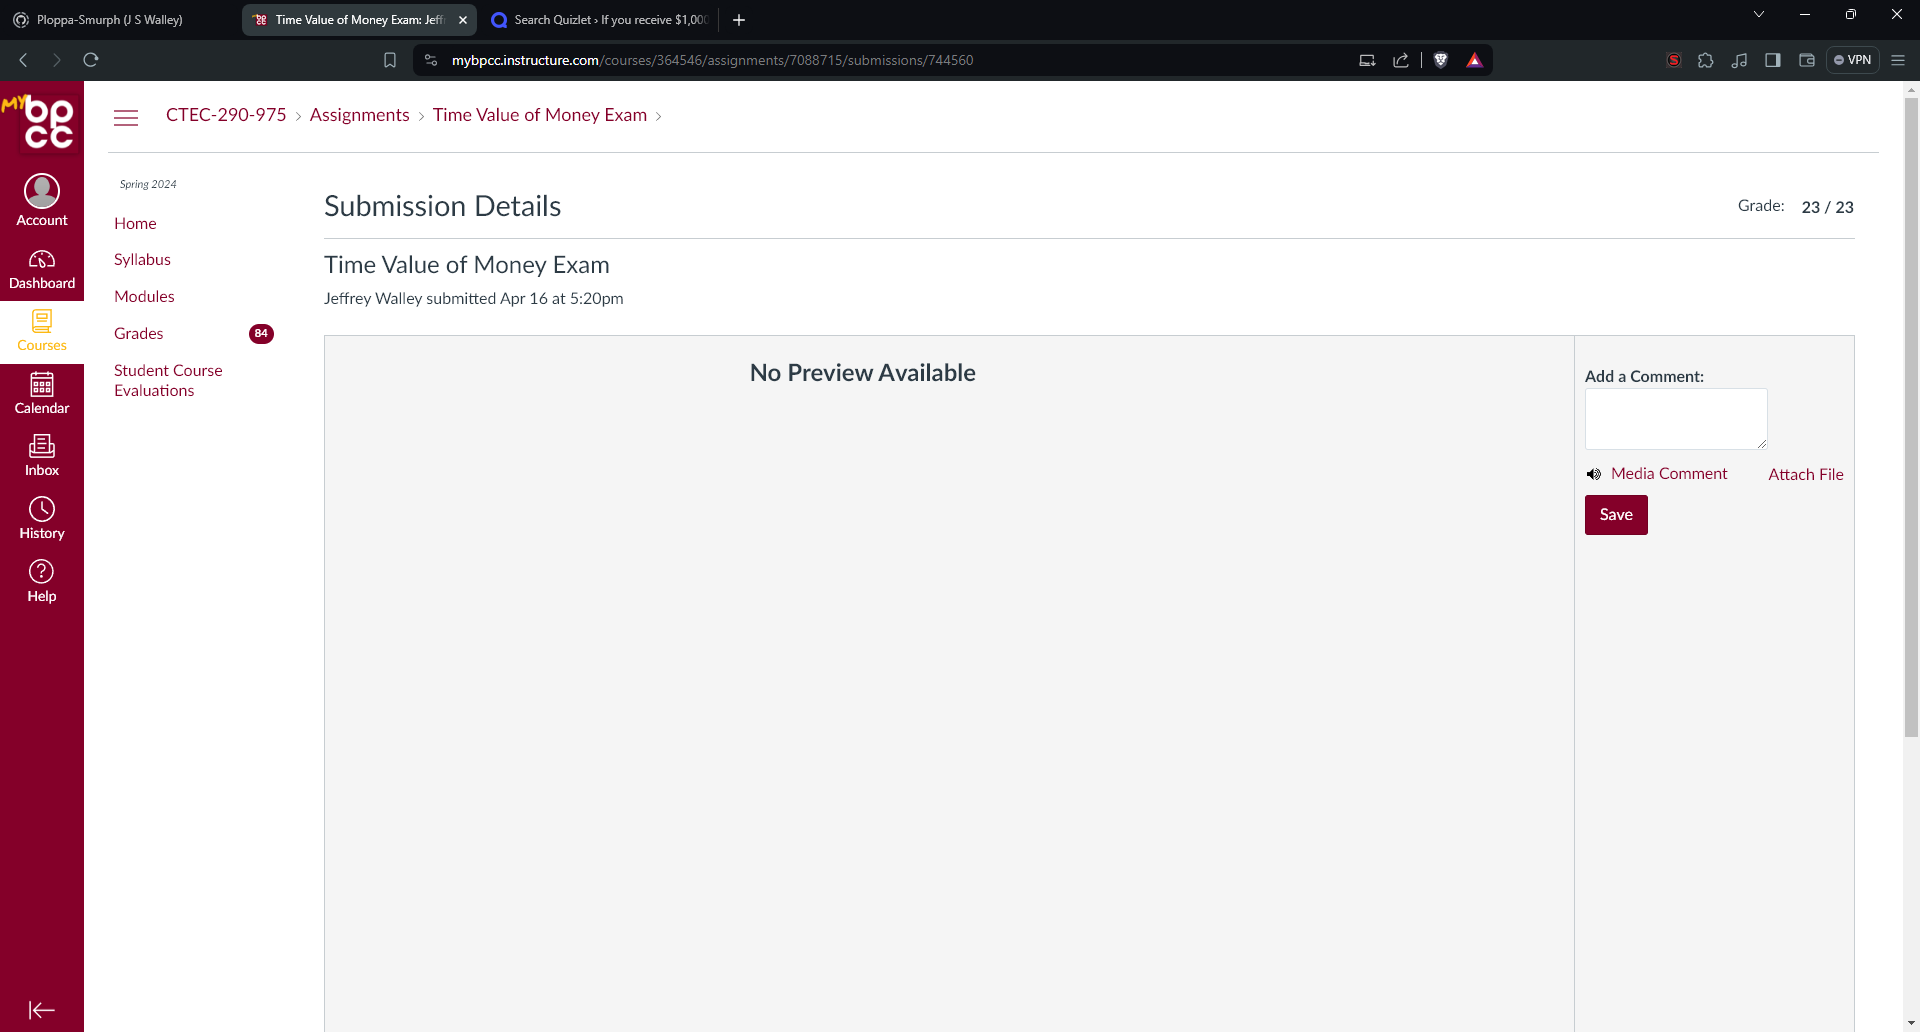 Ploppa-Smurph (J S Walley)
Time Value of Money Exam: Jeff
Search Quizlet › If you receive $1,000
mybpcc.instructure.com/courses/364546/assignments/7088715/submissions/744560
VPN
MY bpcc
CTEC-290-975 › Assignments › Time Value of Money Exam ›
Account
Dashboard
Courses
Calendar
Inbox
History
Help
Spring 2024
Home
Syllabus
Modules
Grades 84
Student Course
Evaluations
Submission Details
Grade: 23 / 23
Time Value of Money Exam
Jeffrey Walley submitted Apr 16 at 5:20pm
No Preview Available
Add a Comment:
Media Comment Attach File
Save